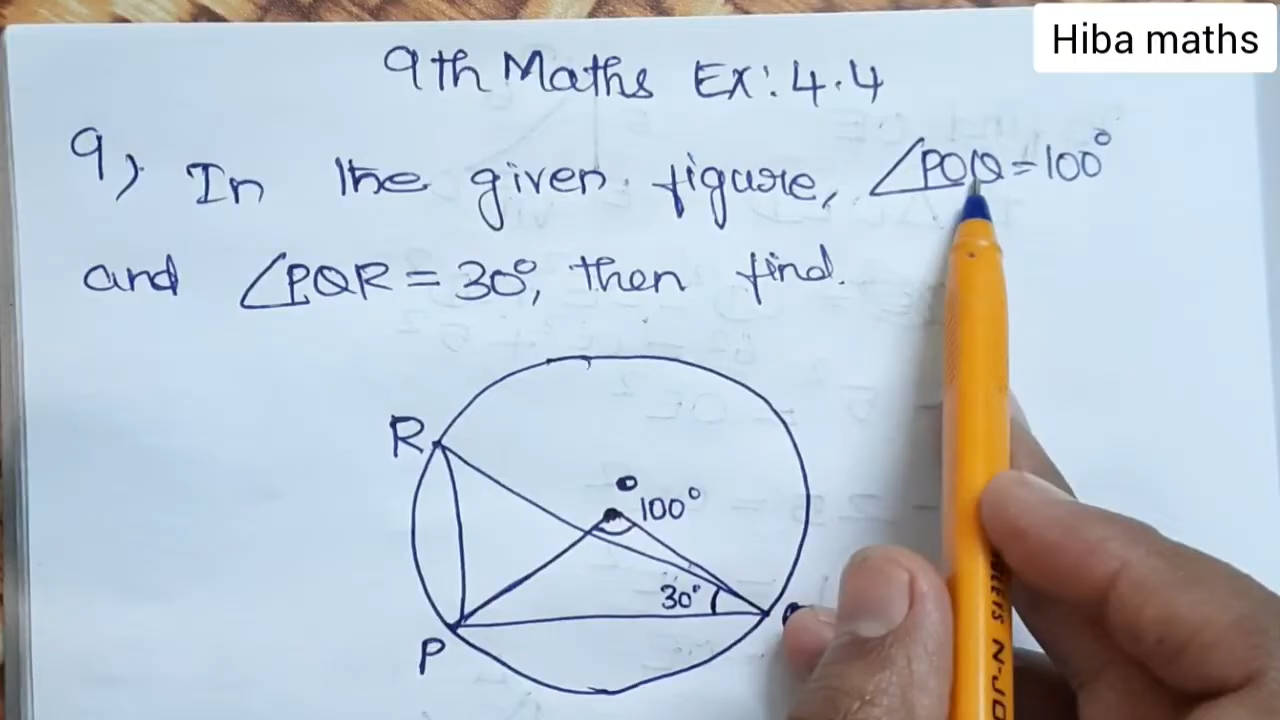 Hiba maths
9th Maths Ex: 4.4
9) In the given figure, ∠POQ = 100°
and ∠PQR = 30°, then find.
R
O
100°
30°
P